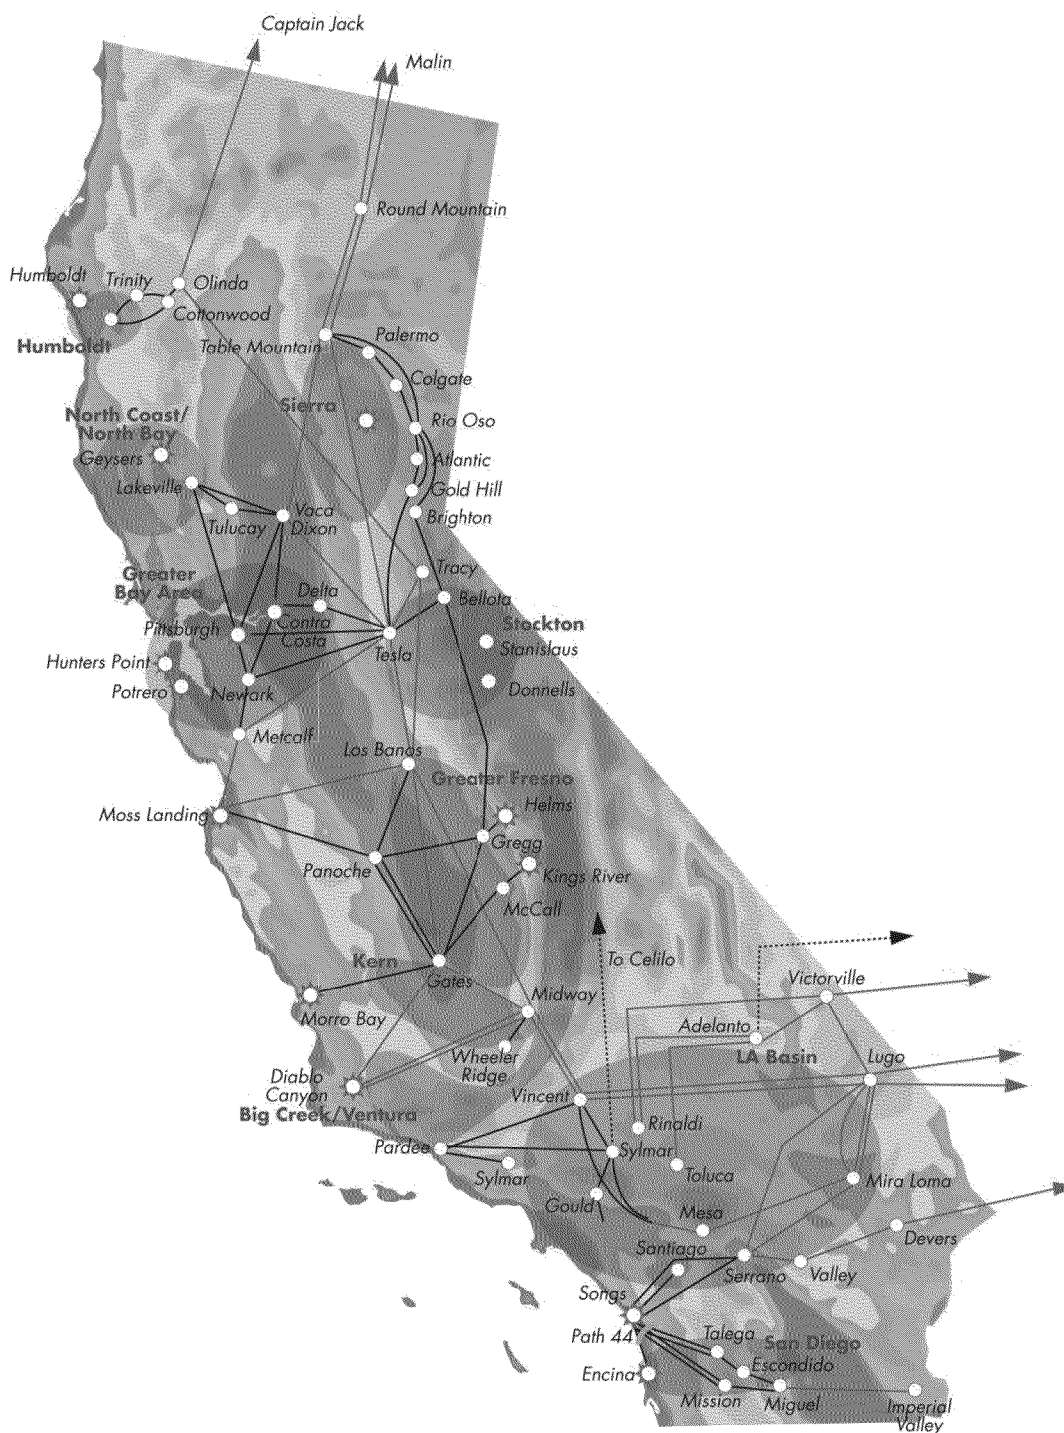 Captain Jack
Malin
Round Mountain
Humboldt
Trinity
Olinda
Cottonwood
Humboldt
Table Mountain
Palermo
Colgate
Sierra
Rio Oso
North Coast/
North Bay
Geysers
Atlantic
Lakeville
Gold Hill
Tulucay
Vaca
Dixon
Brighton
Greater
Bay Area
Tracy
Delta
Bellota
Pittsburgh
Contra
Costa
Stockton
Stanislaus
Tesla
Hunters Point
Potrero
Newark
Donnells
Metcalf
Los Banos
Greater Fresno
Helms
Moss Landing
Gregg
Panoche
Kings River
McCall
Kern
To Celilo
Gates
Victorville
Midway
Morro Bay
Adelanto
LA Basin
Wheeler
Ridge
Lugo
Diablo
Canyon
Vincent
Big Creek/Ventura
Rinaldi
Pardee
Sylmar
Sylmar
Toluca
Mira Loma
Gould
Mesa
Devers
Santiago
Serrano
Valley
Songs
Path 44
Talega
San Diego
Escondido
Encina
Mission
Miguel
Imperial
Valley